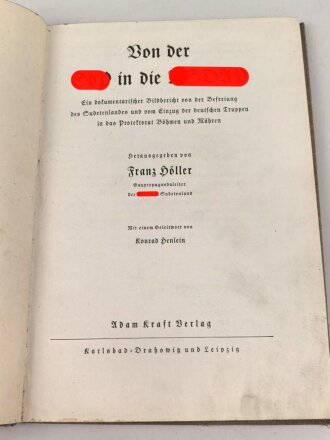 Von der
in die
Ein dokumentarischer Bildbericht von der Befreiung
des Sudetenlandes und vom Einzug der deutschen Truppen
in das Protektorat Böhmen und Mähren
Herausgegeben von
Franz Höller
Gaupropagandaleiter
der Sudetenland
Mit einem Geleitwort von
Konrad Henlein
Adam Kraft Verlag
Karlsbad-Drahowitz und Leipzig